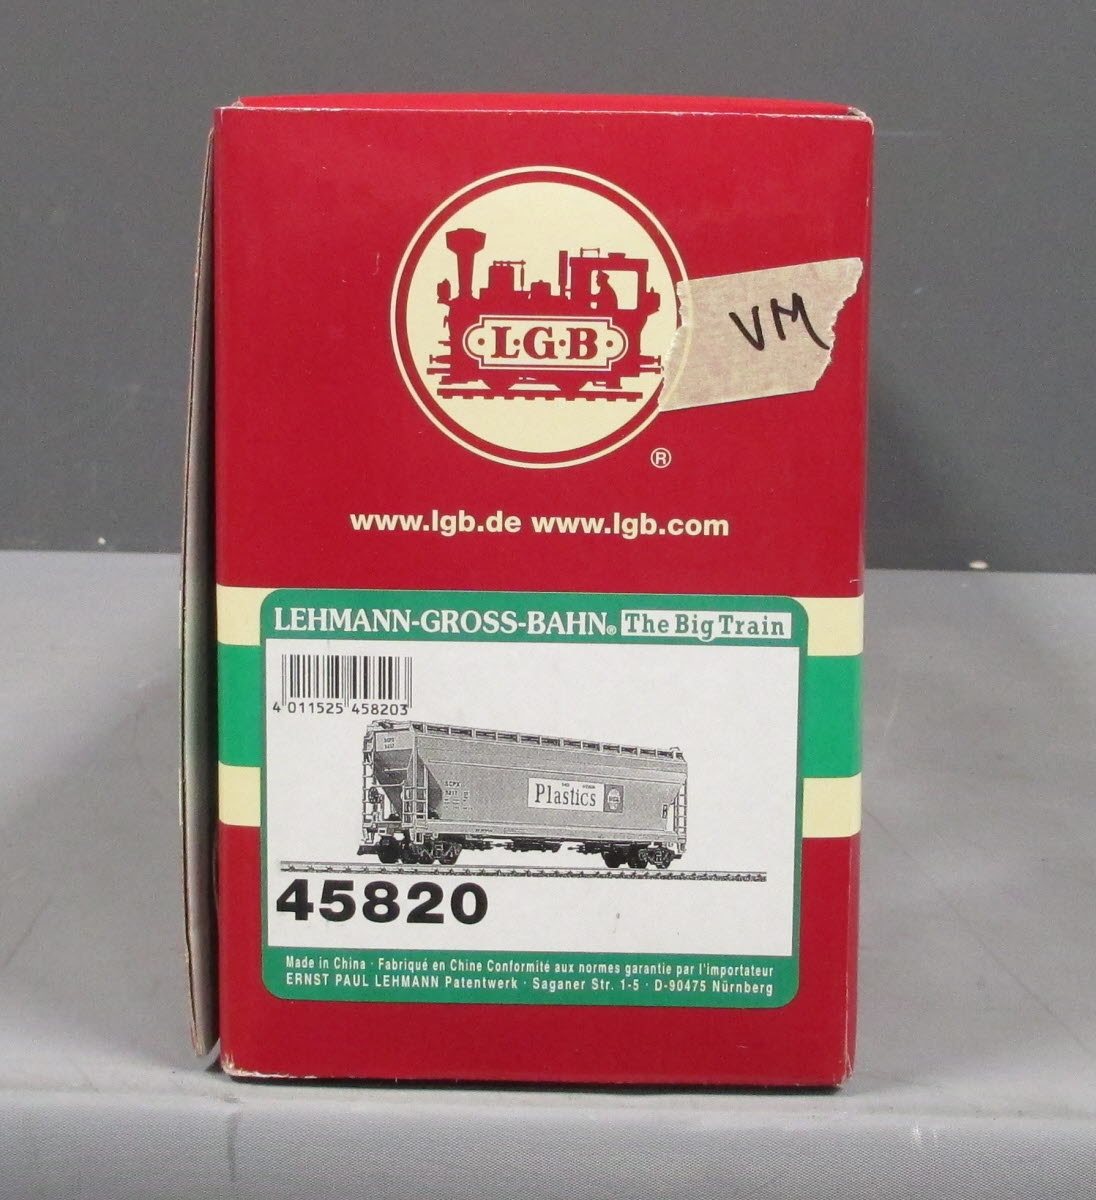 L·G·B
VM
®
www.lgb.de www.lgb.com
LEHMANN-GROSS-BAHN® The Big Train
4 011525 458203
SCPX
Plastics
45820
Made in China · Fabriqué en Chine Conformité aux normes garantie par l'importateur
ERNST PAUL LEHMANN Patentwerk · Saganer Str. 1-5 · D-90475 Nürnberg